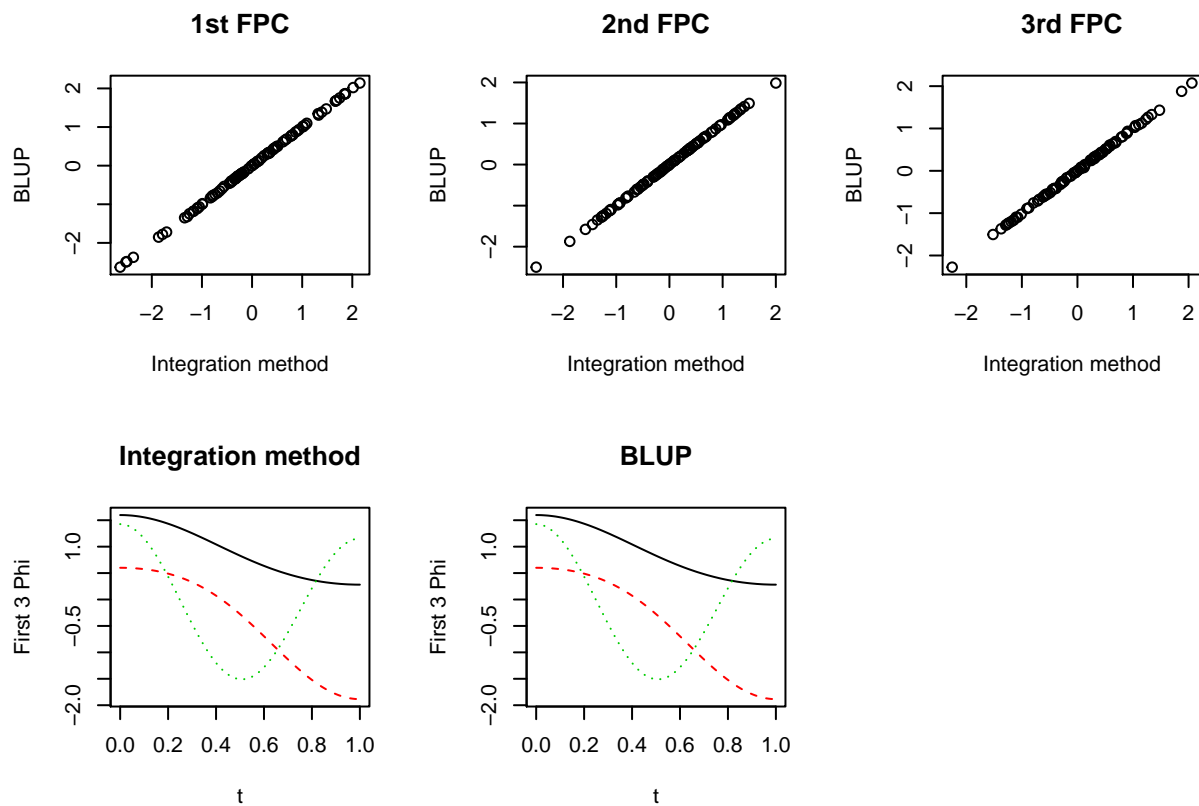 1st FPC
2nd FPC
3rd FPC
BLUP
2
1
0
−2
−2 −1 0 1 2
Integration method
BLUP
2
1
0
−2
−2 −1 0 1 2
Integration method
BLUP
2
1
0
−1
−2
−2 −1 0 1 2
Integration method
Integration method
First 3 Phi
1.0
−0.5
−2.0
0.0 0.2 0.4 0.6 0.8 1.0
t
BLUP
First 3 Phi
1.0
−0.5
−2.0
0.0 0.2 0.4 0.6 0.8 1.0
t